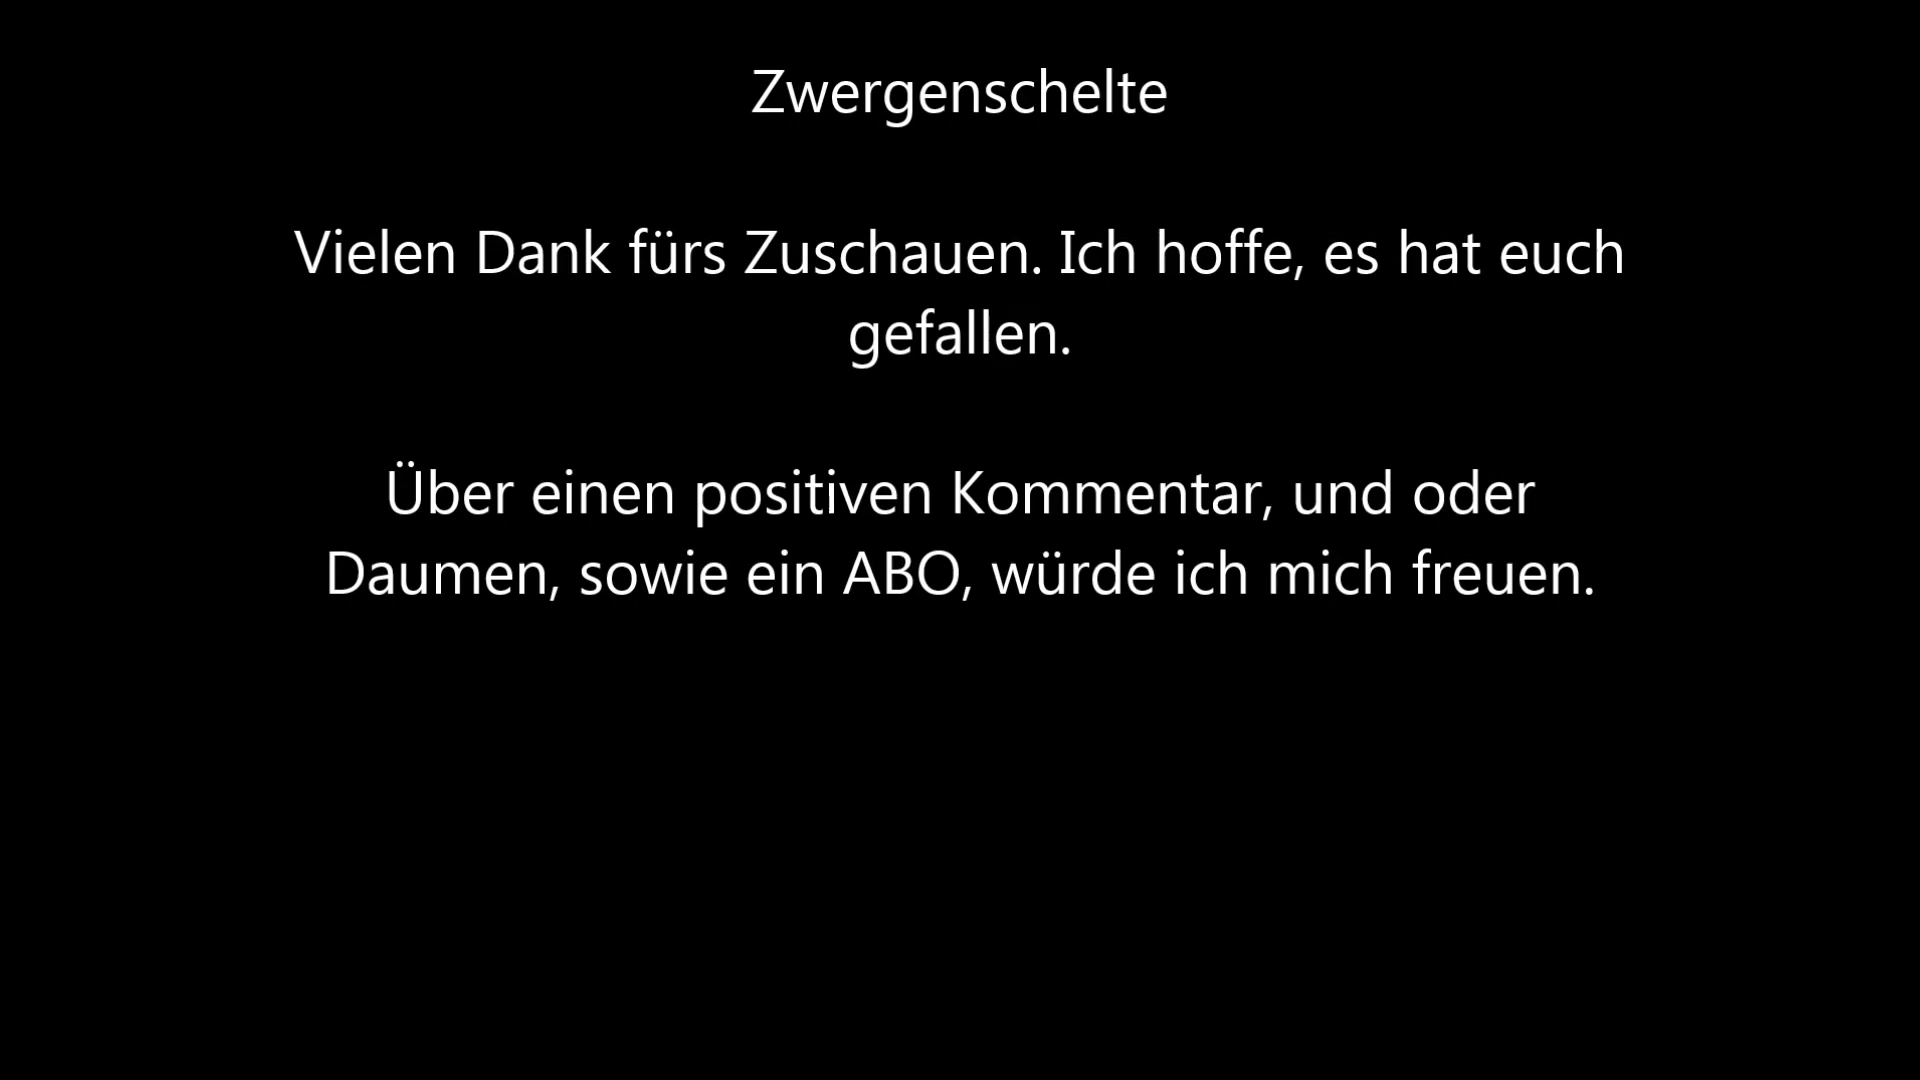 Zwergenschelte
Vielen Dank fürs Zuschauen. Ich hoffe, es hat euch
gefallen.
Über einen positiven Kommentar, und oder
Daumen, sowie ein ABO, würde ich mich freuen.